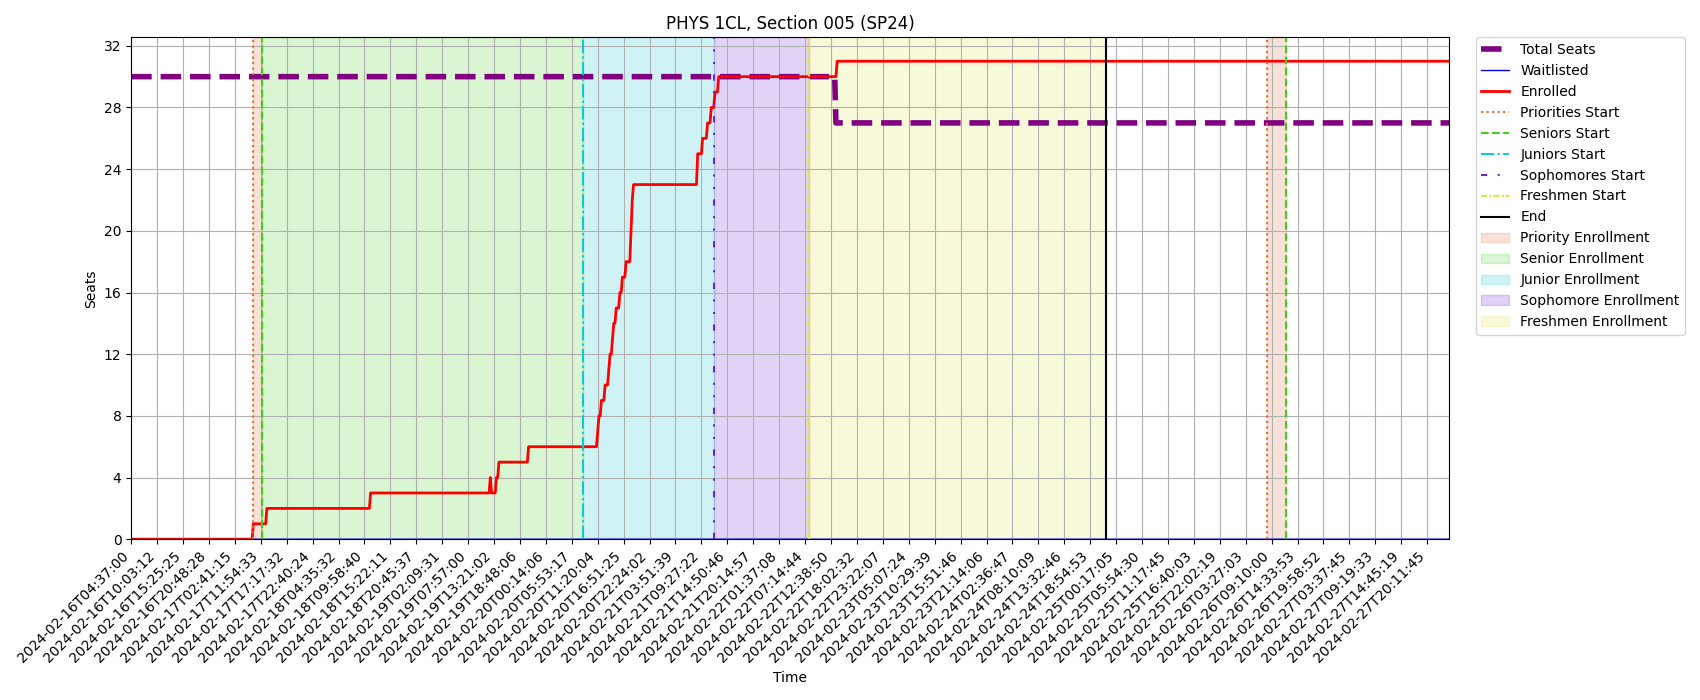 PHYS 1CL, Section 005 (SP24)
32
28
24
20
16
12
8
4
0
Seats
2024-02-16T04:37:00
2024-02-16T10:03:12
2024-02-16T15:25:25
2024-02-16T20:48:28
2024-02-17T02:41:15
2024-02-17T11:54:33
2024-02-17T17:17:32
2024-02-17T22:40:24
2024-02-18T04:35:32
2024-02-18T09:58:40
2024-02-18T15:22:11
2024-02-18T20:45:37
2024-02-19T02:09:31
2024-02-19T07:57:00
2024-02-19T13:21:02
2024-02-19T18:48:06
2024-02-20T00:14:06
2024-02-20T05:53:17
2024-02-20T11:20:04
2024-02-20T16:51:25
2024-02-20T22:24:02
2024-02-21T03:51:39
2024-02-21T09:27:22
2024-02-21T14:50:46
2024-02-21T20:14:57
2024-02-22T01:37:08
2024-02-22T07:14:44
2024-02-22T12:38:50
2024-02-22T18:02:32
2024-02-22T23:22:07
2024-02-23T05:07:24
2024-02-23T10:29:39
2024-02-23T15:51:46
2024-02-23T21:14:06
2024-02-24T02:36:47
2024-02-24T08:10:09
2024-02-24T13:32:46
2024-02-24T18:54:53
2024-02-25T00:17:05
2024-02-25T05:54:30
2024-02-25T11:17:45
2024-02-25T16:40:03
2024-02-25T22:02:19
2024-02-26T03:27:03
2024-02-26T09:10:00
2024-02-26T14:33:53
2024-02-26T19:58:52
2024-02-27T03:37:45
2024-02-27T09:19:33
2024-02-27T14:45:19
2024-02-27T20:11:45
Time
Total Seats
Waitlisted
Enrolled
Priorities Start
Seniors Start
Juniors Start
Sophomores Start
Freshmen Start
End
Priority Enrollment
Senior Enrollment
Junior Enrollment
Sophomore Enrollment
Freshmen Enrollment